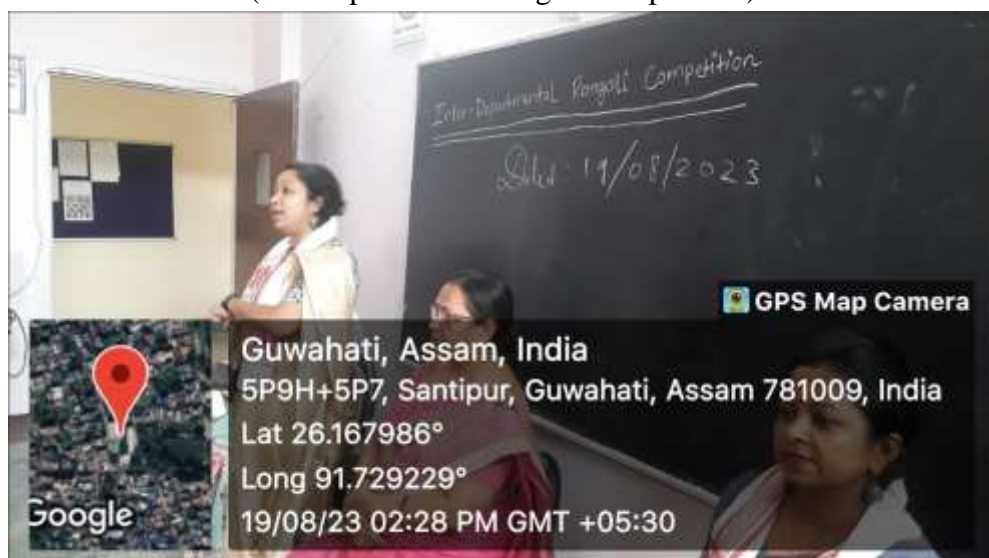 Inter-Departmental Rangoli Competition
Date: 19/08/2023
GPS Map Camera
Guwahati, Assam, India
5P9H+5P7, Santipur, Guwahati, Assam 781009, India
Lat 26.167986°
Long 91.729229°
19/08/23 02:28 PM GMT +05:30
Google